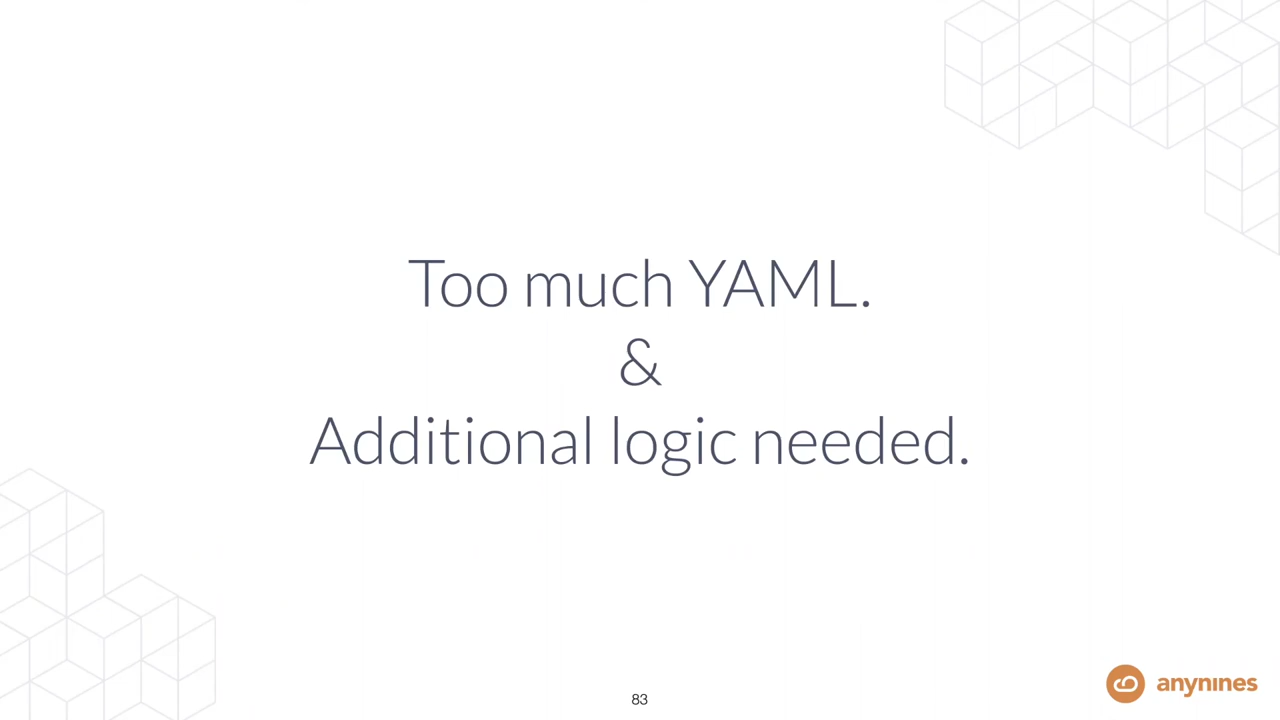 Too much YAML.
&
Additional logic needed.
83
anynines